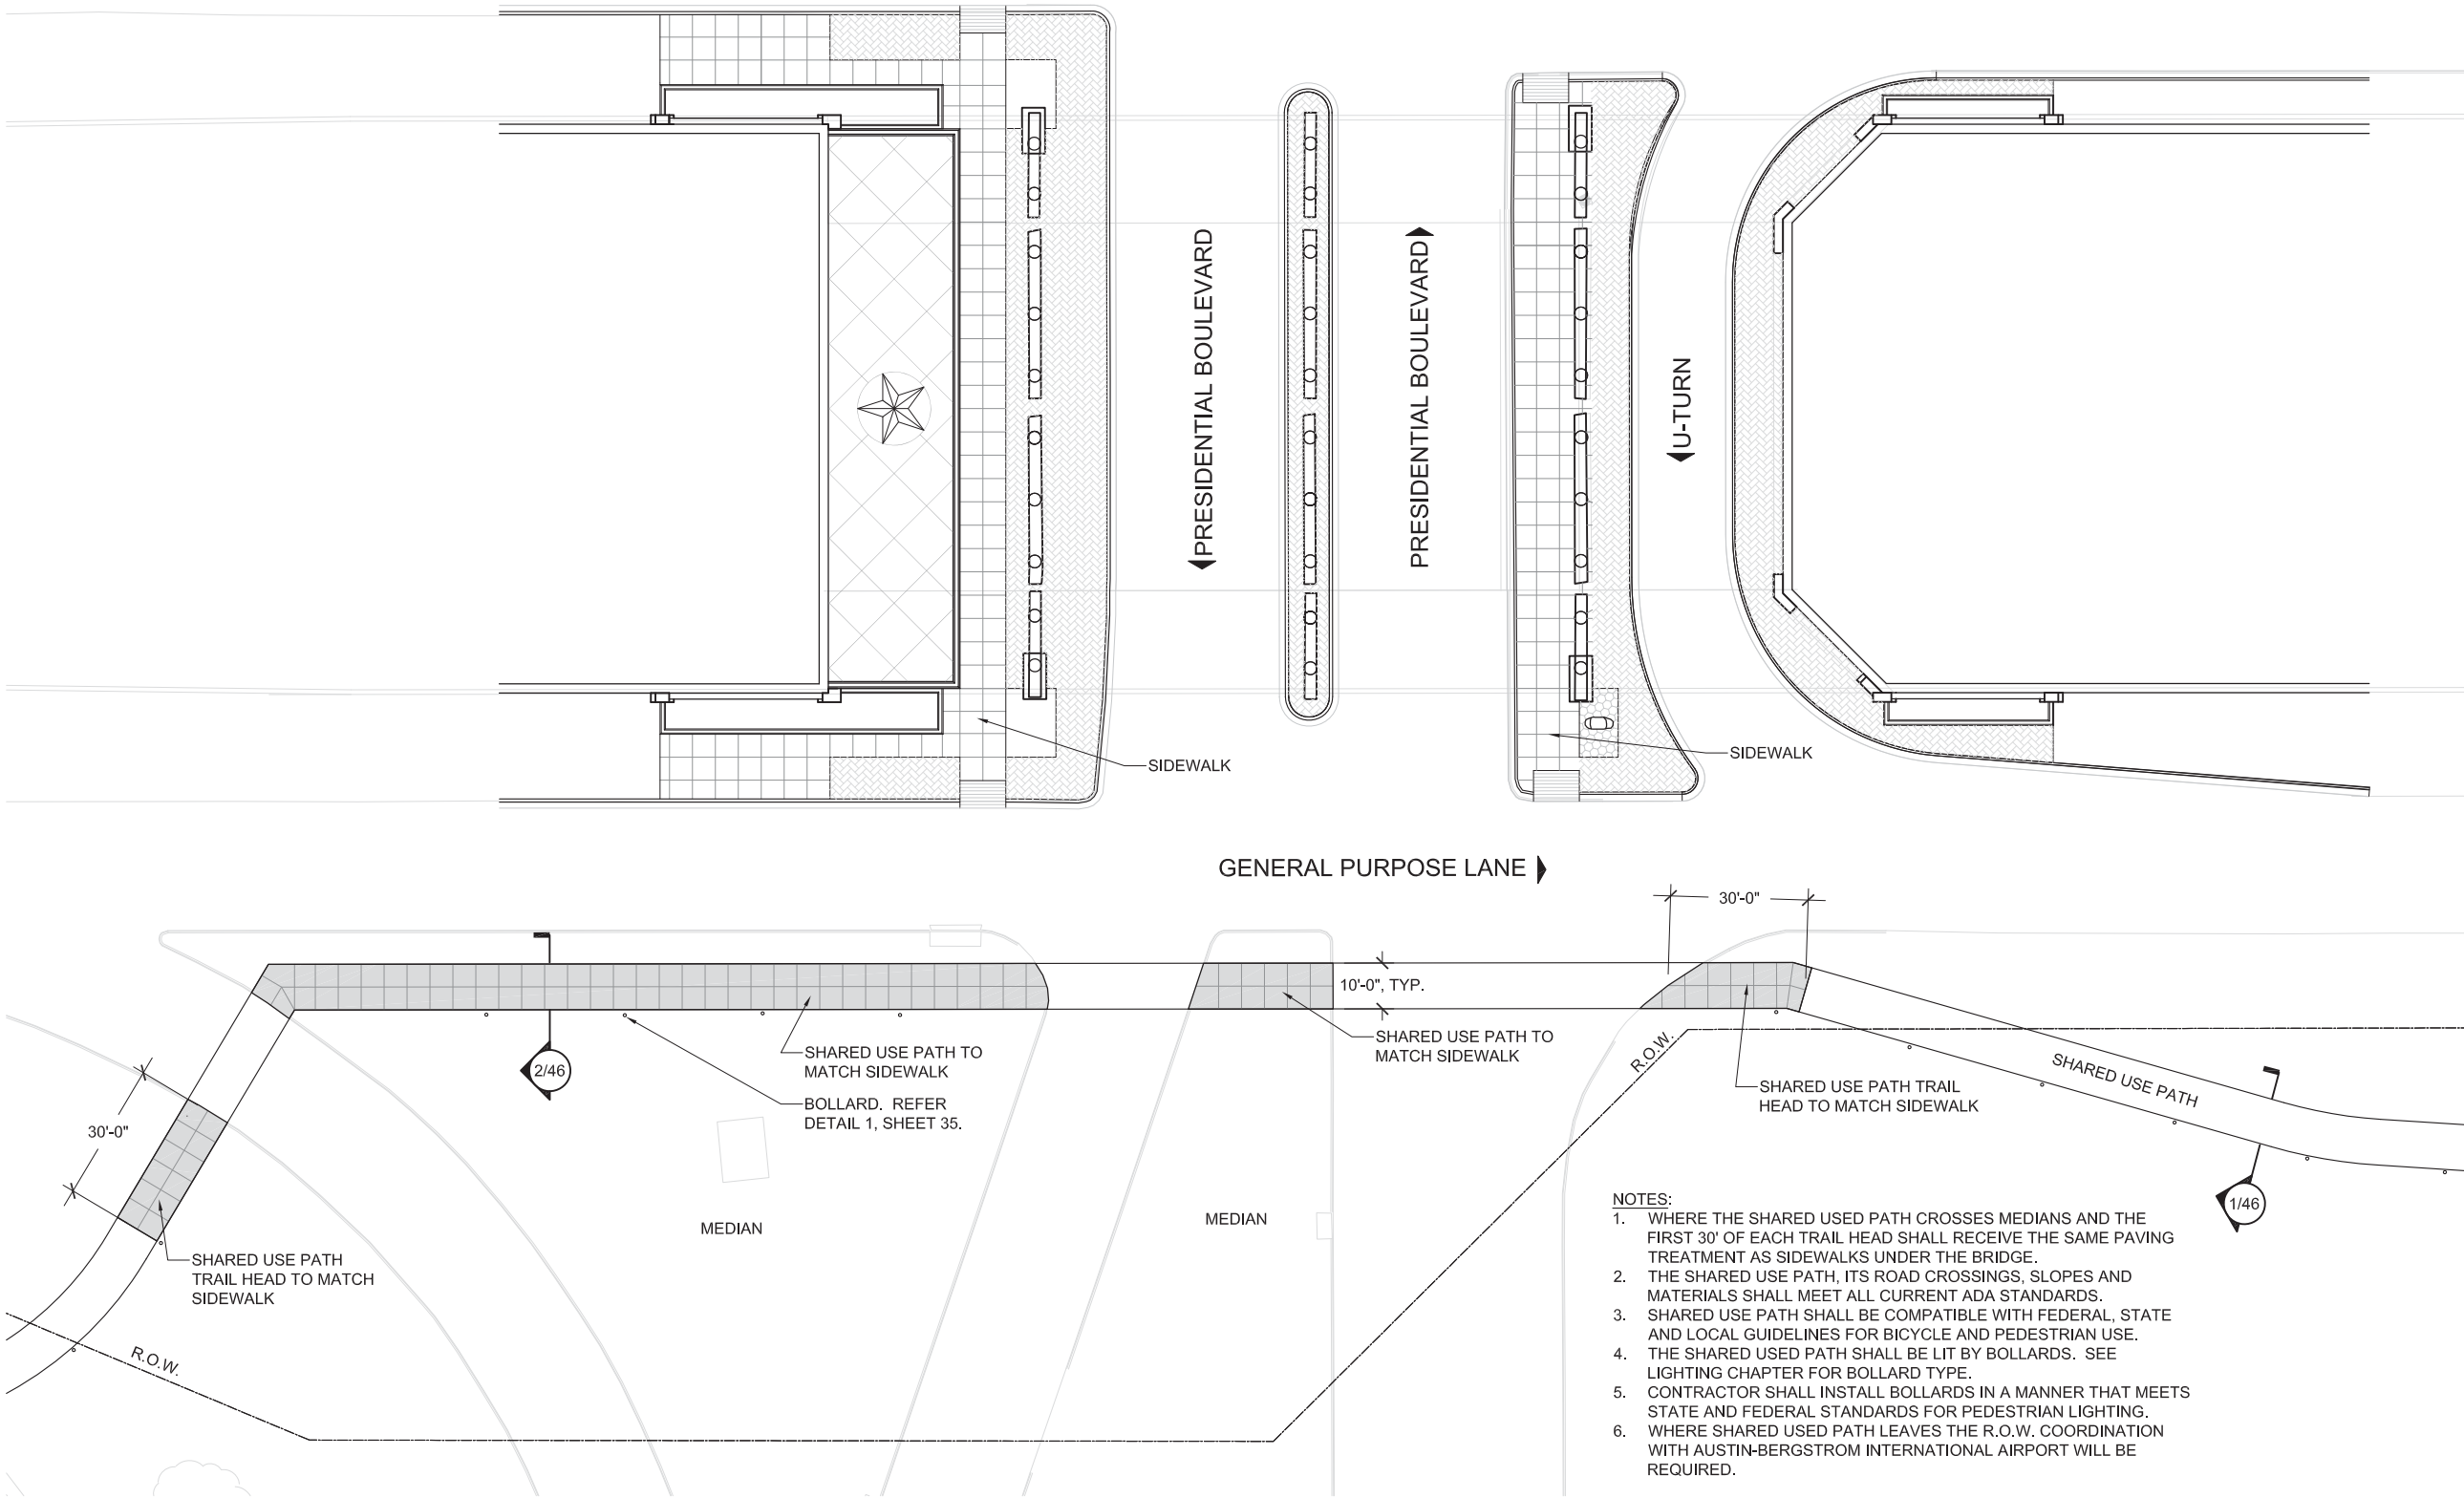 PRESIDENTIAL BOULEVARD
PRESIDENTIAL BOULEVARD
U-TURN
SIDEWALK
SIDEWALK
GENERAL PURPOSE LANE
30'-0"
10'-0", TYP.
SHARED USE PATH TO
MATCH SIDEWALK
SHARED USE PATH TO
MATCH SIDEWALK
R.O.W.
SHARED USE PATH
2/46
BOLLARD. REFER
DETAIL 1, SHEET 35.
SHARED USE PATH TRAIL
HEAD TO MATCH SIDEWALK
30'-0"
MEDIAN
MEDIAN
1/46
SHARED USE PATH
TRAIL HEAD TO MATCH
SIDEWALK
R.O.W.
NOTES:
1. WHERE THE SHARED USED PATH CROSSES MEDIANS AND THE
FIRST 30' OF EACH TRAIL HEAD SHALL RECEIVE THE SAME PAVING
TREATMENT AS SIDEWALKS UNDER THE BRIDGE.
2. THE SHARED USE PATH, ITS ROAD CROSSINGS, SLOPES AND
MATERIALS SHALL MEET ALL CURRENT ADA STANDARDS.
3. SHARED USE PATH SHALL BE COMPATIBLE WITH FEDERAL, STATE
AND LOCAL GUIDELINES FOR BICYCLE AND PEDESTRIAN USE.
4. THE SHARED USED PATH SHALL BE LIT BY BOLLARDS. SEE
LIGHTING CHAPTER FOR BOLLARD TYPE.
5. CONTRACTOR SHALL INSTALL BOLLARDS IN A MANNER THAT MEETS
STATE AND FEDERAL STANDARDS FOR PEDESTRIAN LIGHTING.
6. WHERE SHARED USED PATH LEAVES THE R.O.W. COORDINATION
WITH AUSTIN-BERGSTROM INTERNATIONAL AIRPORT WILL BE
REQUIRED.